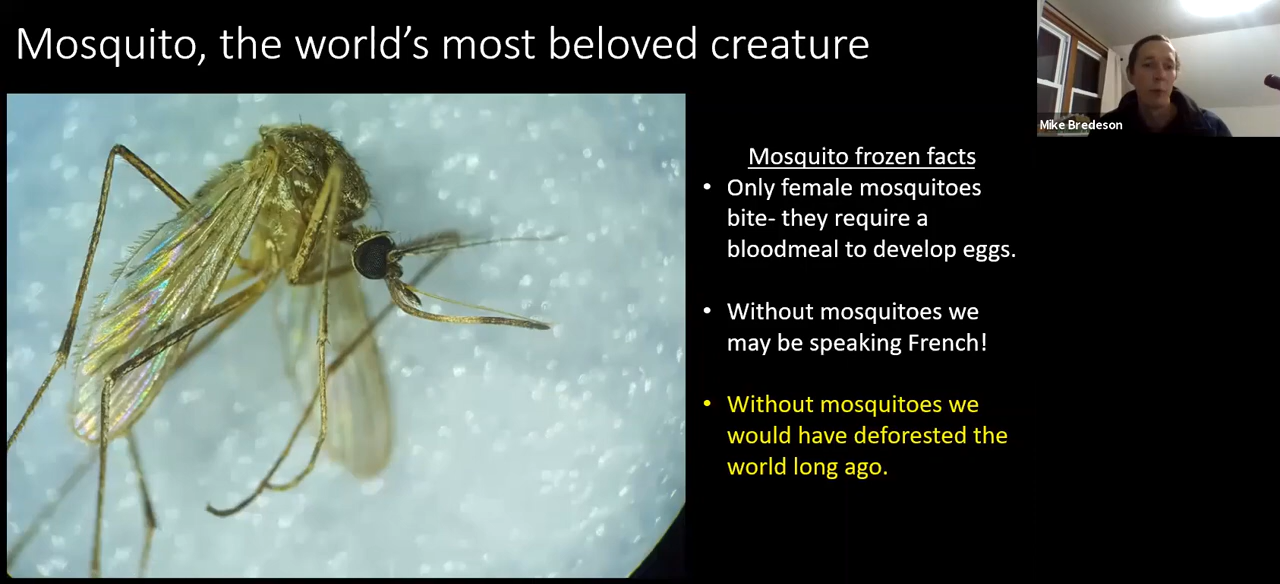 Mosquito, the world's most beloved creature
Mike Bredeson
Mosquito frozen facts
• Only female mosquitoes
bite- they require a
bloodmeal to develop eggs.
• Without mosquitoes we
may be speaking French!
• Without mosquitoes we
would have deforested the
world long ago.